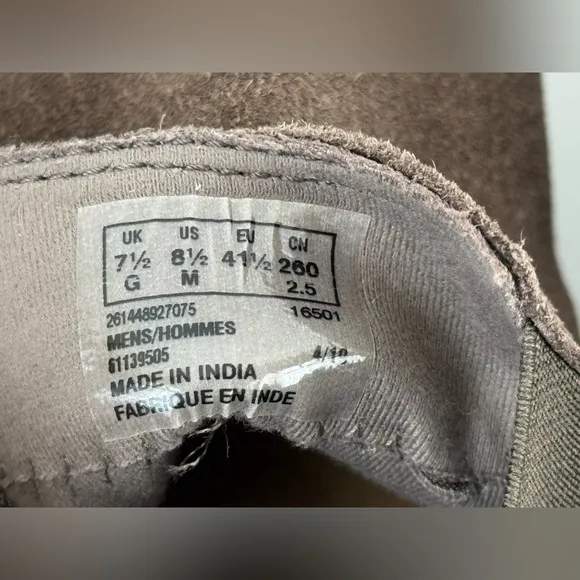 UK US EU CN
7½ 8½ 41½ 260
G M 2.5
261448927075 16501
MENS/HOMMES
61139505 4/18
MADE IN INDIA
FABRIQUE EN INDE